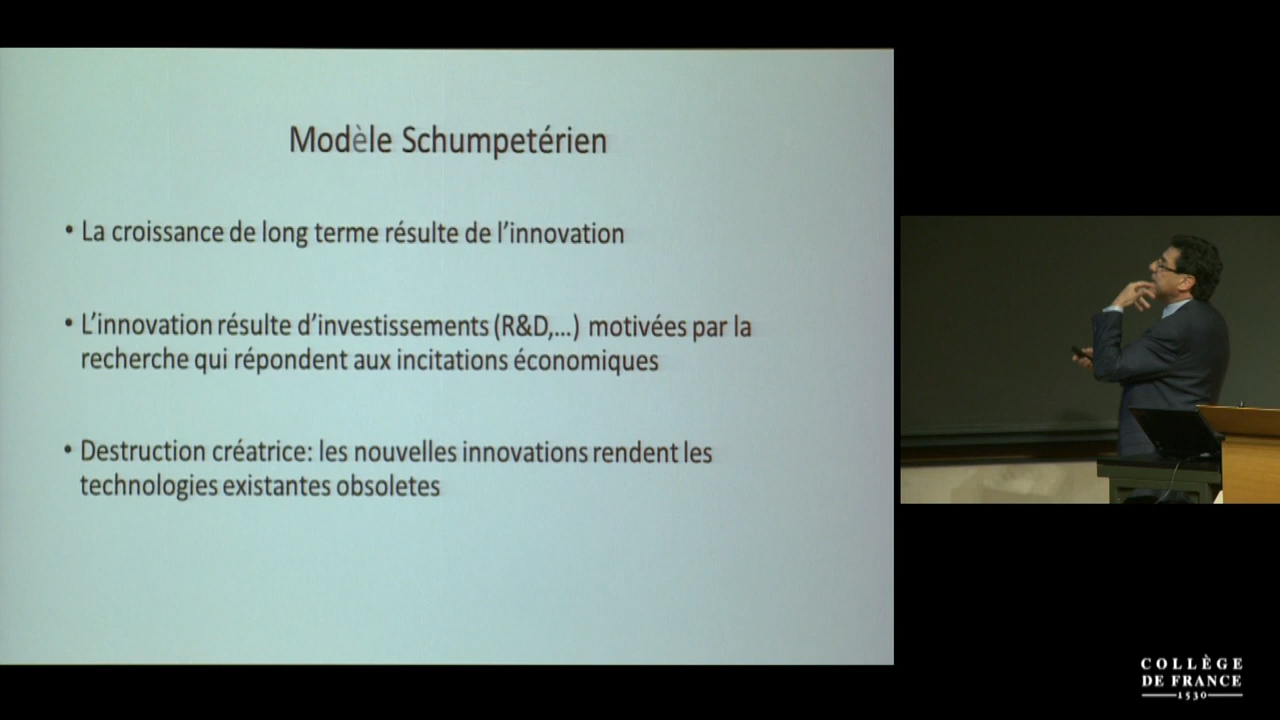 Modèle Schumpetérien
• La croissance de long terme résulte de l'innovation
• L'innovation résulte d'investissements (R&D,...) motivées par la
recherche qui répondent aux incitations économiques
• Destruction créatrice: les nouvelles innovations rendent les
technologies existantes obsoletes
COLLÈGE
DE FRANCE
1530